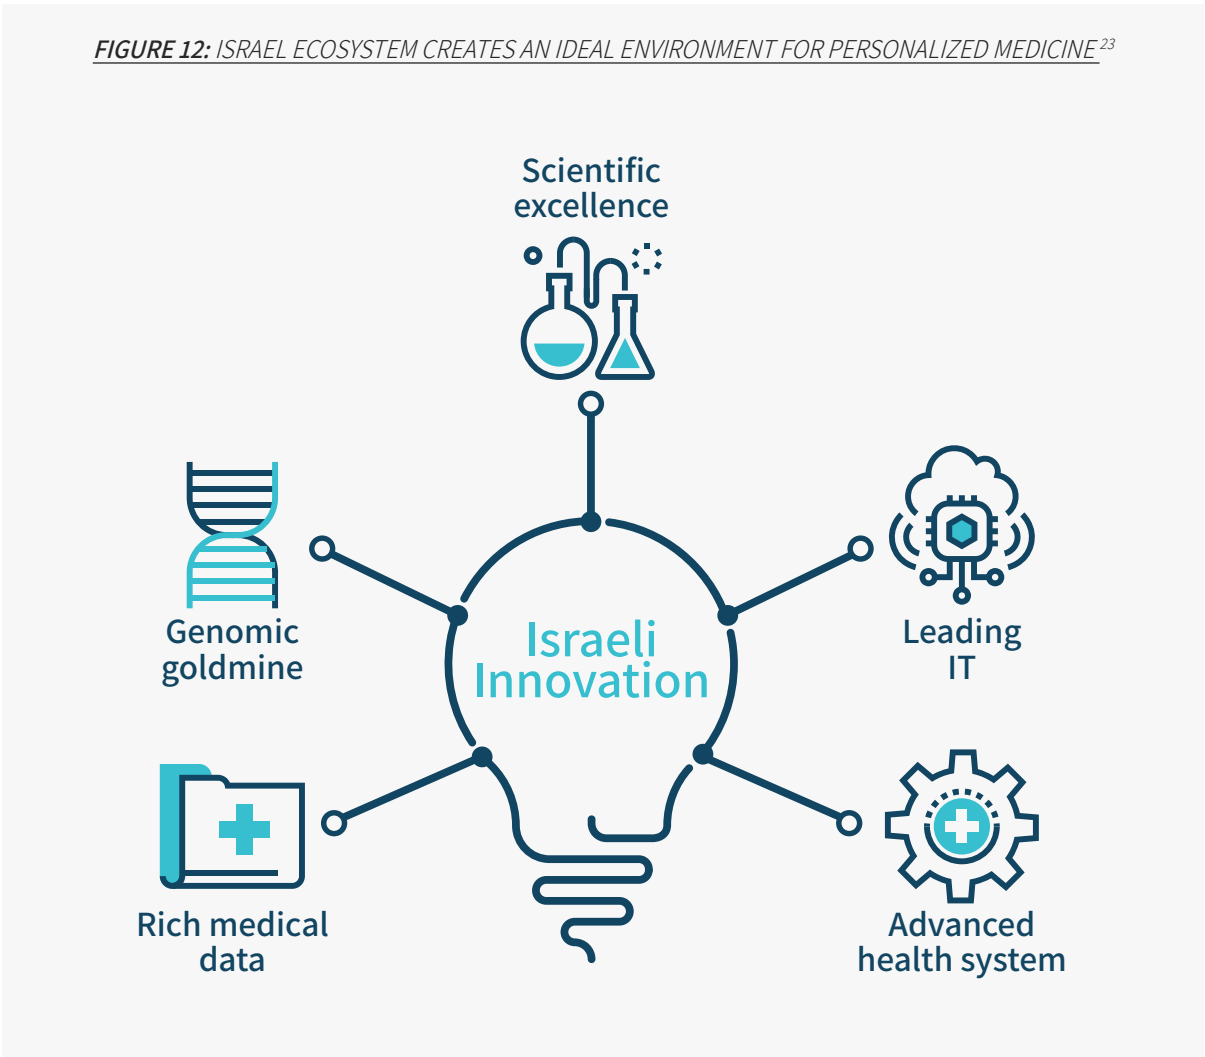 FIGURE 12: ISRAEL ECOSYSTEM CREATES AN IDEAL ENVIRONMENT FOR PERSONALIZED MEDICINE 23
Scientific
excellence
Genomic
goldmine
Israeli
Innovation
Leading
IT
Rich medical
data
Advanced
health system